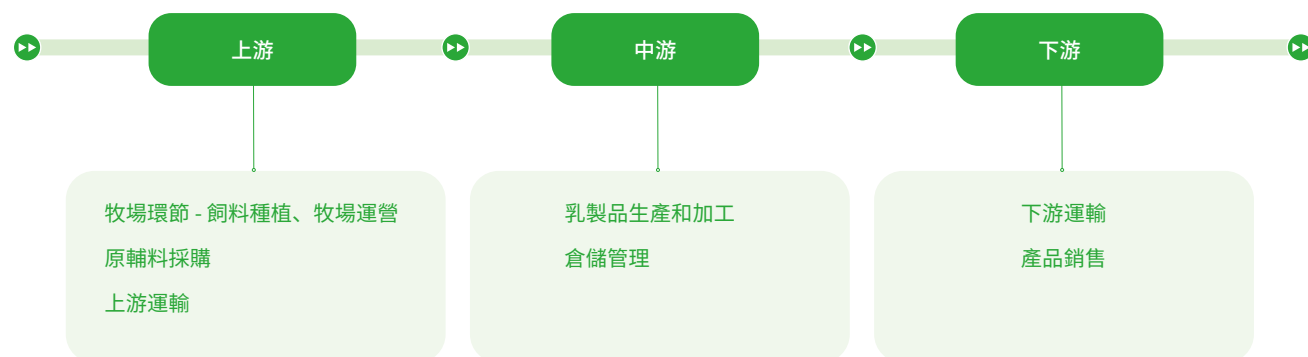 上游
中游
下游
牧場環節 - 飼料種植、牧場運營
原輔料採購
上游運輸
乳製品生產和加工
倉儲管理
下游運輸
產品銷售